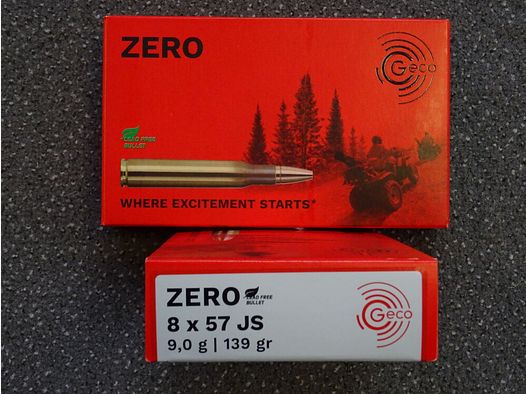 ZERO
Geco
LEAD FREE
BULLET
WHERE EXCITEMENT STARTS*
ZERO
LEAD FREE
BULLET
8 x 57 JS
9,0 g | 139 gr
Geco